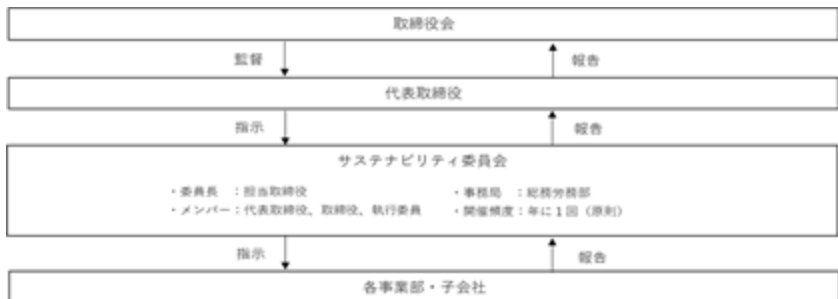 取締役会
監督 報告
代表取締役
指示 報告
サステナビリティ委員会
・委員長 ：担当取締役 ・事務局 ：総務労務部
・メンバー：代表取締役、取締役、執行委員 ・開催頻度：年に１回（原則）
指示 報告
各事業部・子会社